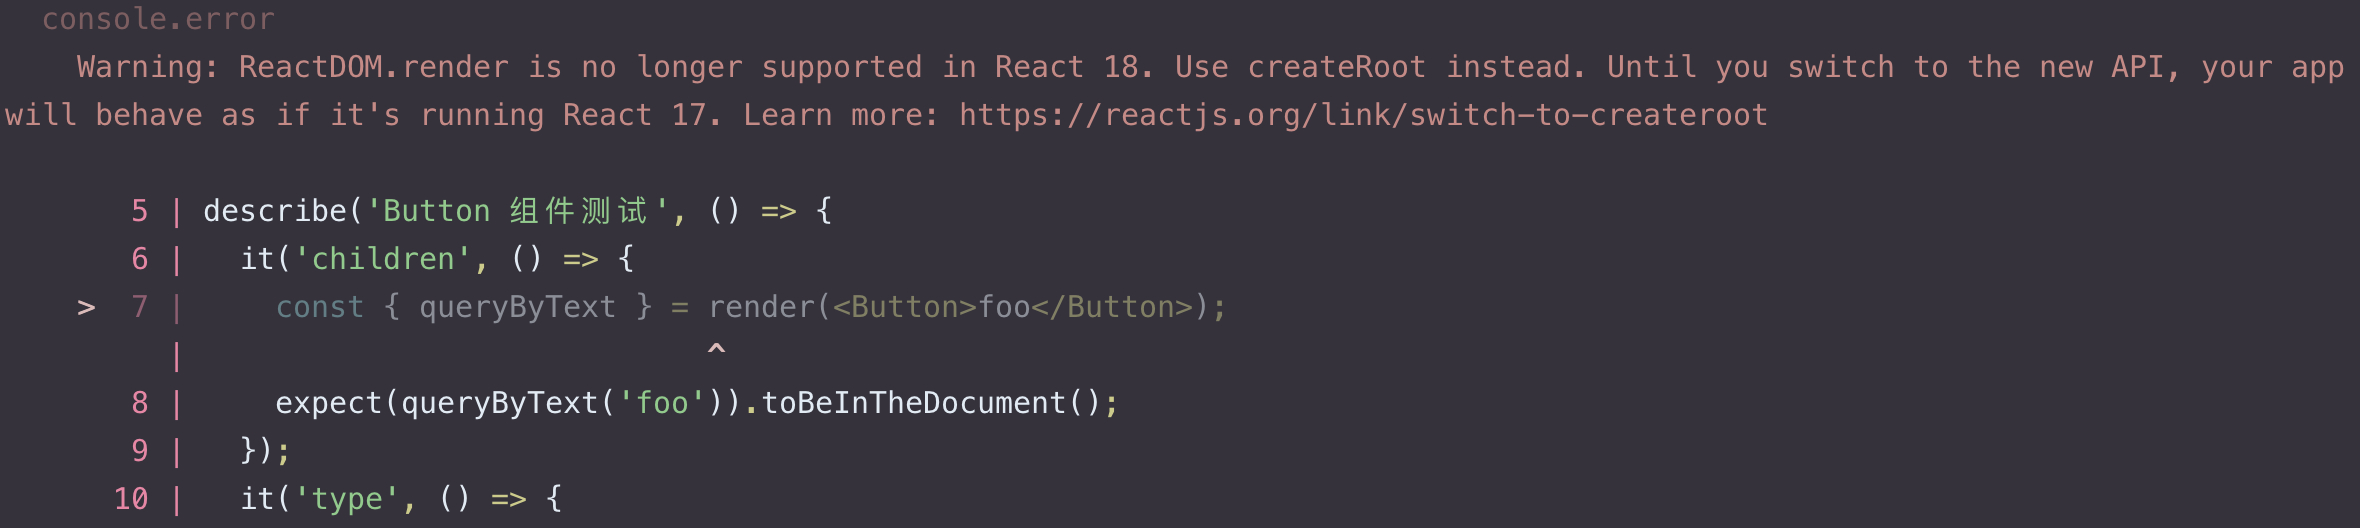 console.error
Warning: ReactDOM.render is no longer supported in React 18. Use createRoot instead. Until you switch to the new API, your app
will behave as if it's running React 17. Learn more: https://reactjs.org/link/switch-to-createroot
5 | describe('Button 组件测试', () => {
6 | it('children', () => {
> 7 | const { queryByText } = render(<Button>foo</Button>);
| ^
8 | expect(queryByText('foo')).toBeInTheDocument();
9 | });
10 | it('type', () => {